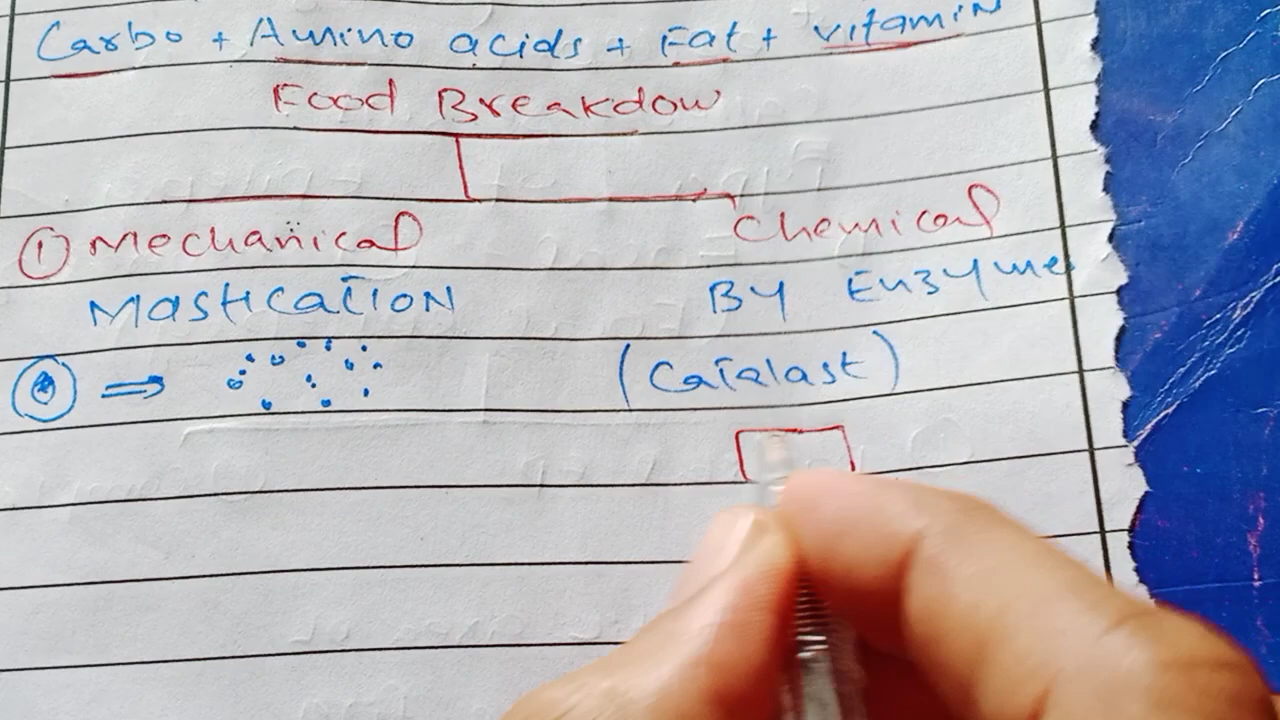 Carbo + Amino acids + Fat + vitamin
Food Breakdow
① Mechanical
Chemical
Mastication
By Enzyme
(Catalast)